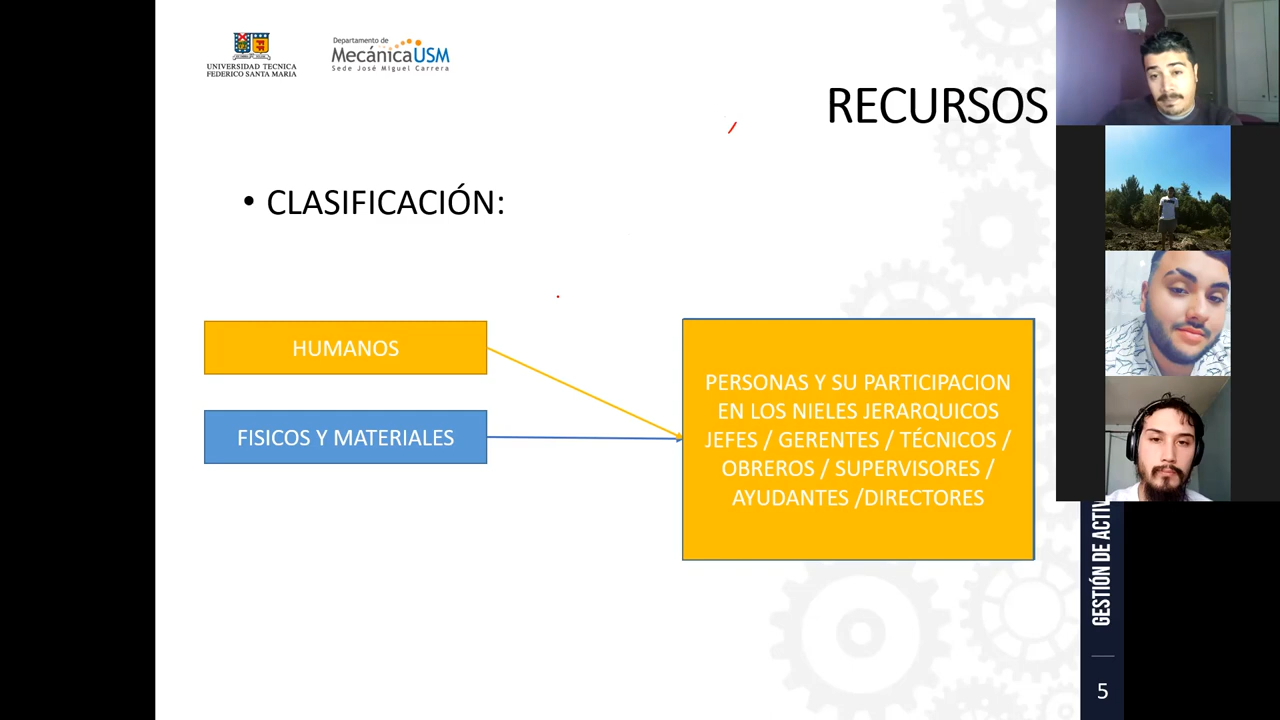 UNIVERSIDAD TECNICA
FEDERICO SANTA MARIA
Departamento de
MecánicaUSM
Sede José Miguel Carrera
RECURSOS
• CLASIFICACIÓN:
HUMANOS
FISICOS Y MATERIALES
PERSONAS Y SU PARTICIPACION
EN LOS NIELES JERARQUICOS
JEFES / GERENTES / TÉCNICOS /
OBREROS / SUPERVISORES /
AYUDANTES /DIRECTORES
GESTIÓN DE ACTIV
5